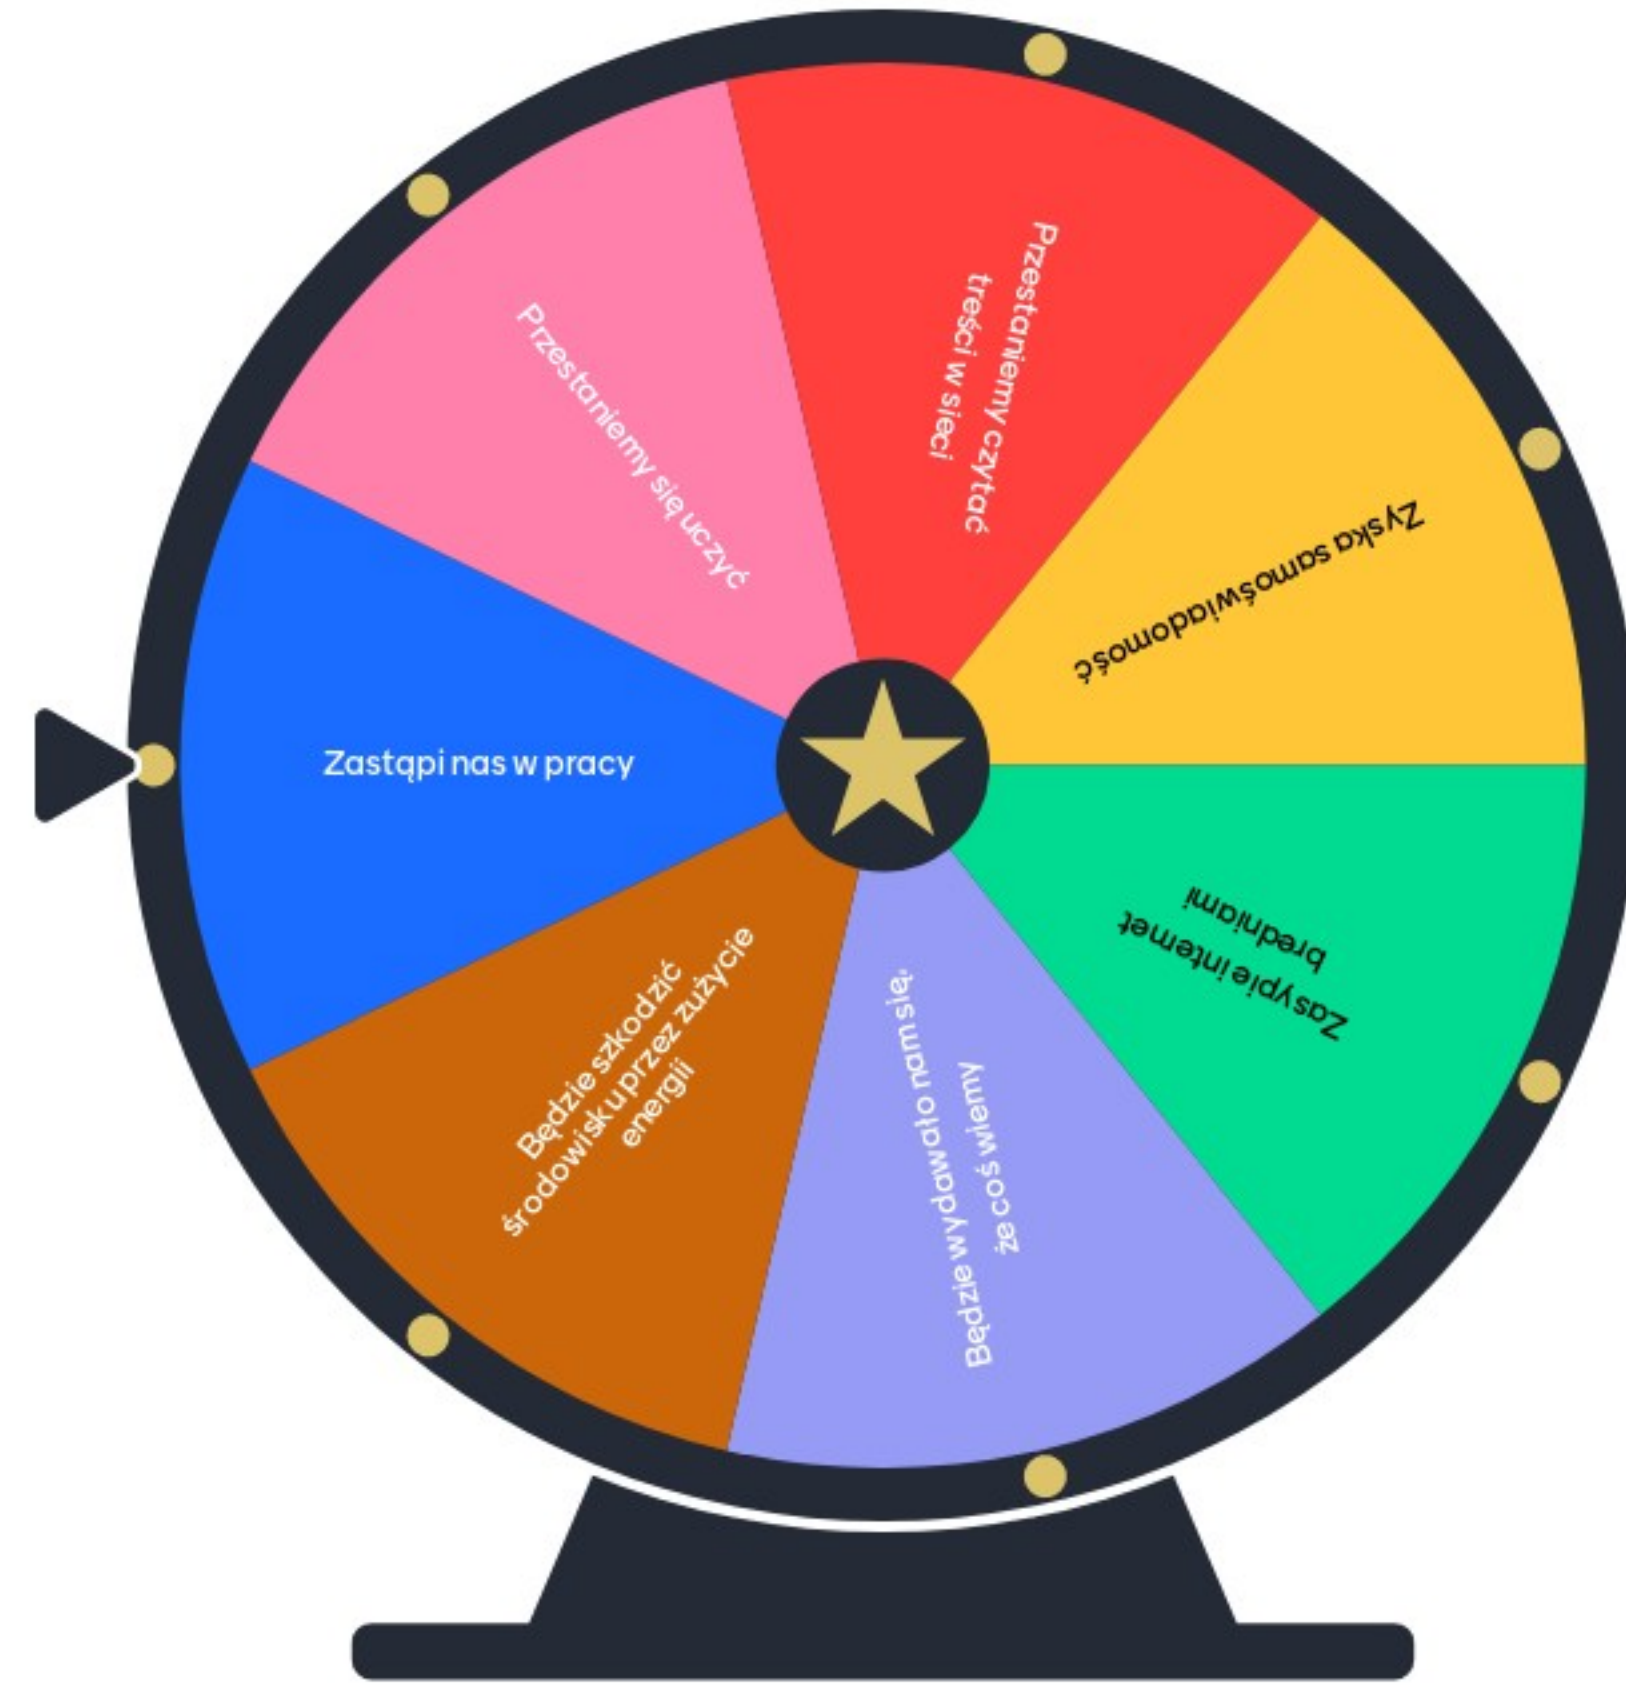 Przestaniemy czytać
treści w sieci
Zyska samoświadomość
Zasypie internet
bredniami
Będzie wydawało nam się,
że coś wiemy
Będzie szkodzić
środowisku przez zużycie
energii
Zastąpi nas w pracy
Przestaniemy się uczyć